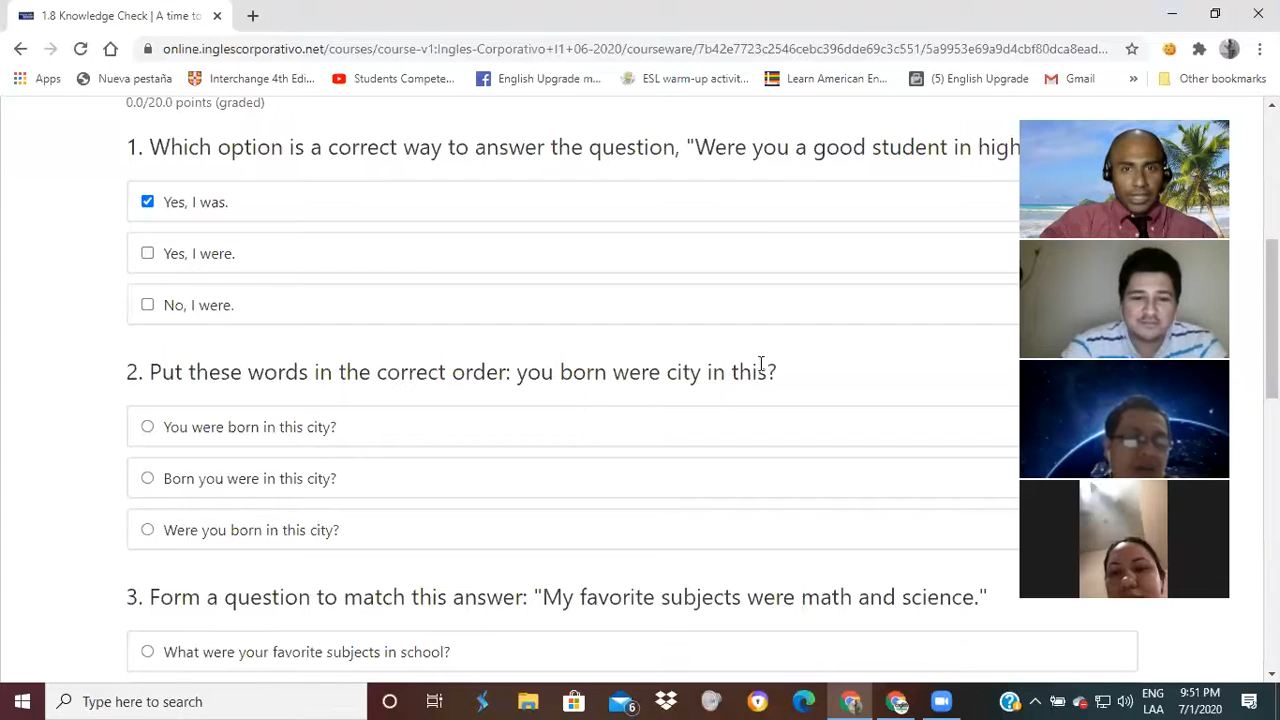 1.8 Knowledge Check | A time to
online.inglescorporativo.net/courses/course-v1:Ingles-Corporativo+I1+06-2020/courseware/7b42e7723c2546cebc396dde69c3c551/5a9953e69a9d4cbf80dca8ead...
Apps Nueva pestaña Interchange 4th Edi... Students Compete... English Upgrade m... ESL warm-up activit... Learn American En... (5) English Upgrade Gmail » Other bookmarks
0.0/20.0 points (graded)
1. Which option is a correct way to answer the question, "Were you a good student in high
Yes, I was.
Yes, I were.
No, I were.
2. Put these words in the correct order: you born were city in this?
You were born in this city?
Born you were in this city?
Were you born in this city?
3. Form a question to match this answer: "My favorite subjects were math and science."
What were your favorite subjects in school?
Type here to search
6
ENG
LAA
9:51 PM
7/1/2020